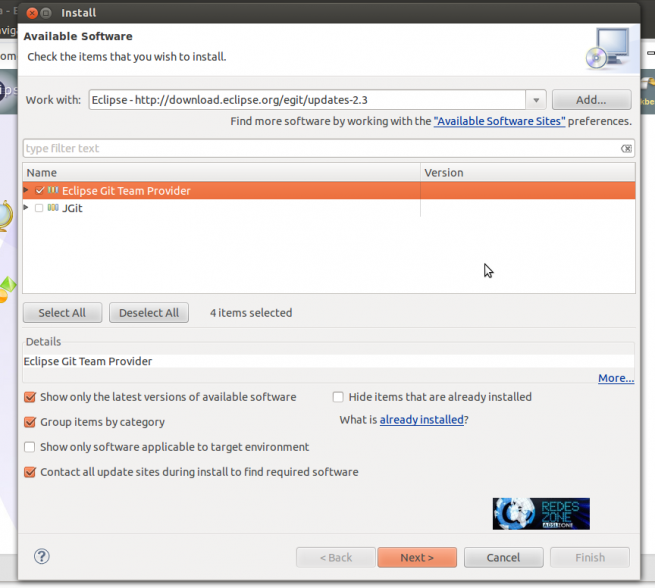 Install
Available Software
Check the items that you wish to install.
Work with: Eclipse - http://download.eclipse.org/egit/updates-2.3 Add...
Find more software by working with the "Available Software Sites" preferences.
type filter text
Name Version
Eclipse Git Team Provider
JGit
Select All Deselect All 4 items selected
Details
Eclipse Git Team Provider
More...
Show only the latest versions of available software Hide items that are already installed
Group items by category What is already installed?
Show only software applicable to target environment
Contact all update sites during install to find required software
REDES
ZONE
ADSLZONE
? < Back Next > Cancel Finish